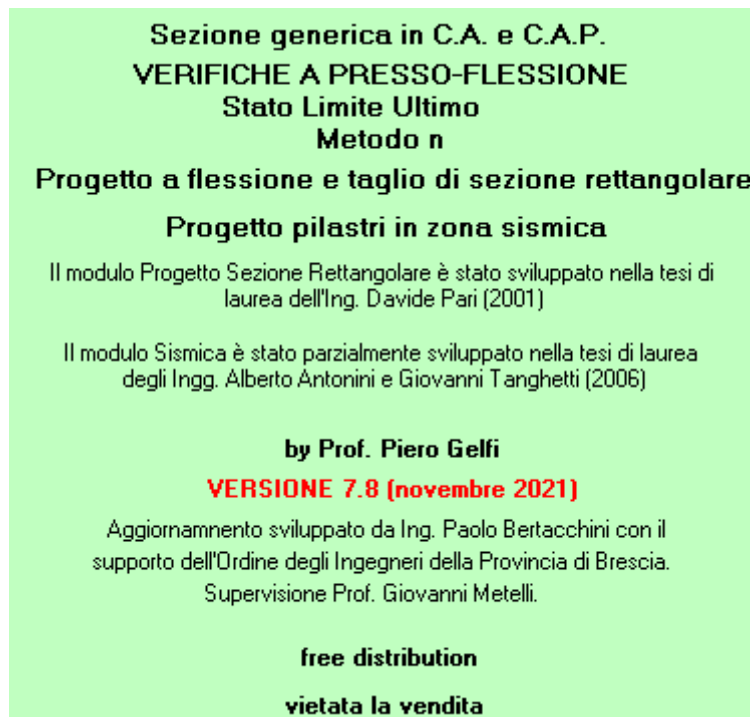 Sezione generica in C.A. e C.A.P.
VERIFICHE A PRESSO-FLESSIONE
Stato Limite Ultimo
Metodo n
Progetto a flessione e taglio di sezione rettangolare
Progetto pilastri in zona sismica
Il modulo Progetto Sezione Rettangolare è stato sviluppato nella tesi di
laurea dell'Ing. Davide Pari (2001)
Il modulo Sismica è stato parzialmente sviluppato nella tesi di laurea
degli Ingg. Alberto Antonini e Giovanni Tanghetti (2006)
by Prof. Piero Gelfi
VERSIONE 7.8 (novembre 2021)
Aggiornamnento sviluppato da Ing. Paolo Bertacchini con il
supporto dell'Ordine degli Ingegneri della Provincia di Brescia.
Supervisione Prof. Giovanni Metelli.
free distribution
vietata la vendita